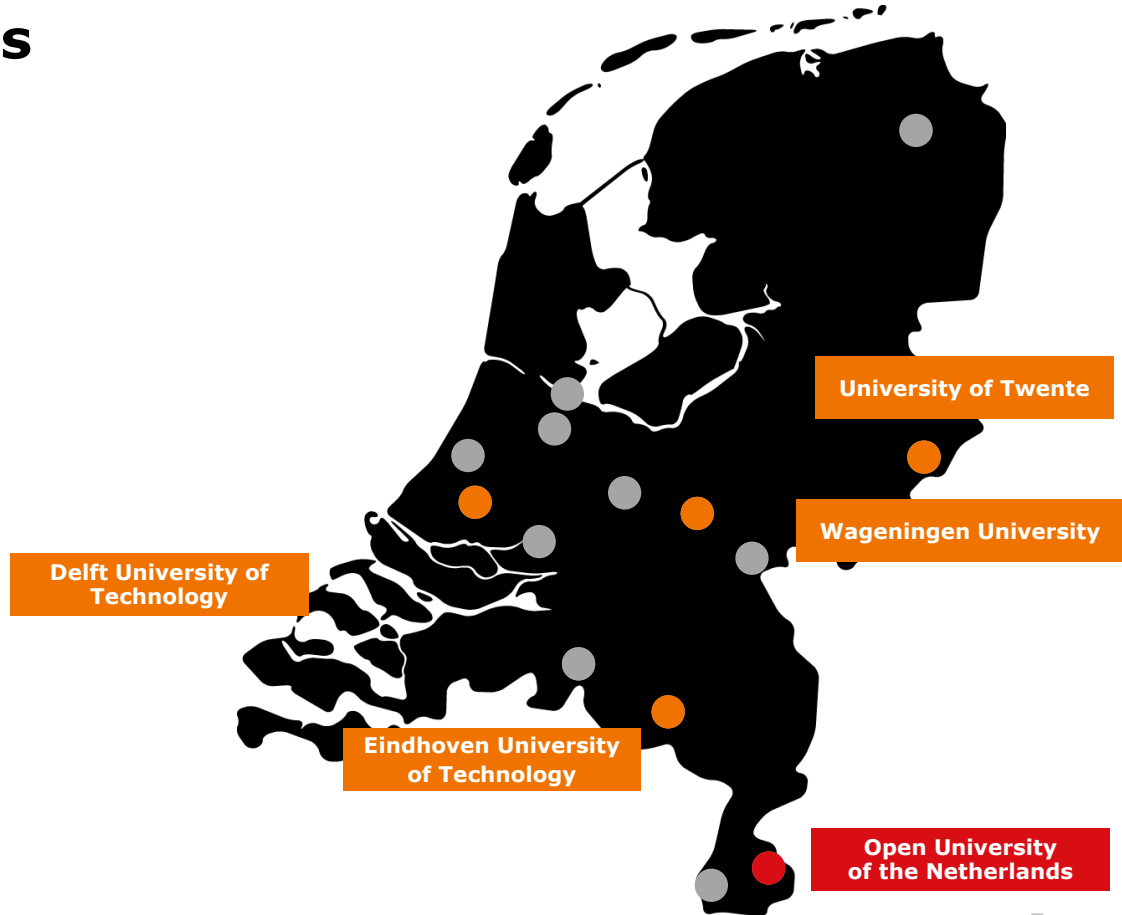 s
University of Twente
Wageningen University
Delft University of
Technology
Eindhoven University
of Technology
Open University
of the Netherlands